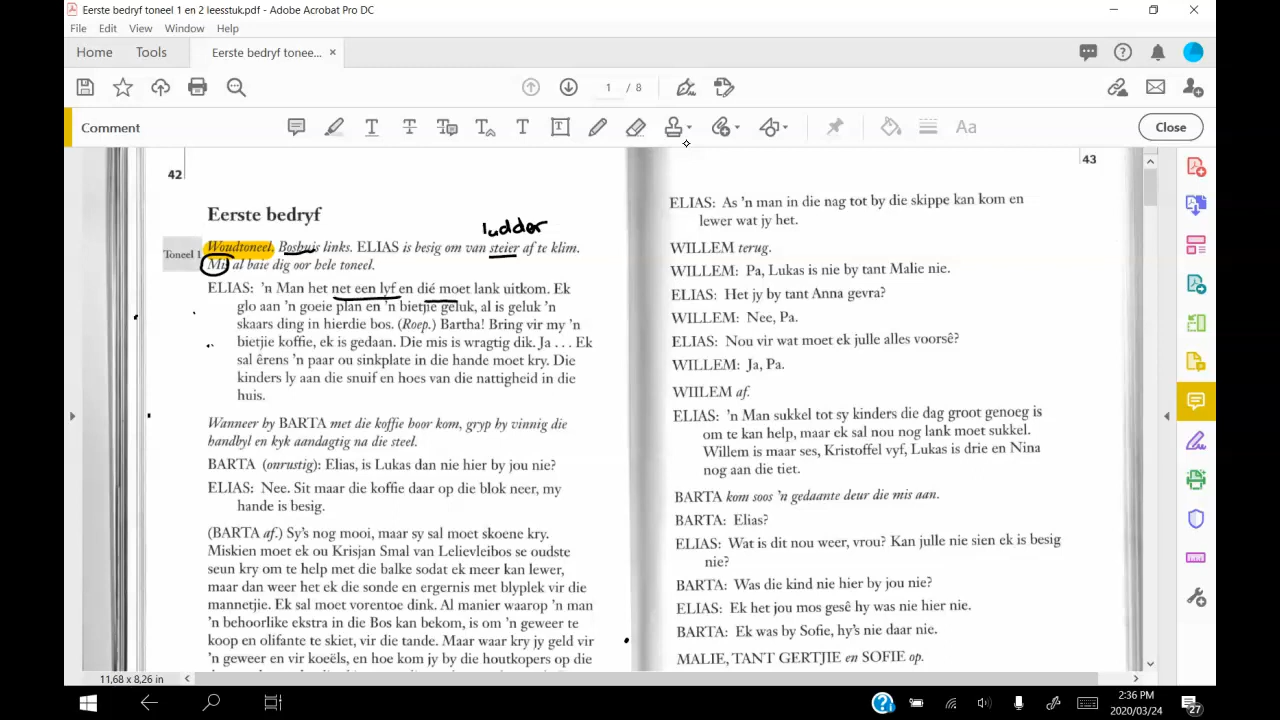 Eerste bedryf toneel 1 en 2 leesstuk.pdf - Adobe Acrobat Pro DC
File Edit View Window Help
Home Tools Eerste bedryf tonee... ×
1 / 8
Comment
Close
42
Eerste bedryf
ladder
Toneel 1
Woudtoneel. Boshuis links. ELIAS is besig om van steier af te klim.
Mis al baie dig oor hele toneel.
ELIAS: 'n Man het net een lyf en dié moet lank uitkom. Ek
glo aan 'n goeie plan en 'n bietjie geluk, al is geluk 'n
skaars ding in hierdie bos. (Roep.) Bartha! Bring vir my 'n
bietjie koffie, ek is gedaan. Die mis is wragtig dik. Ja . . . Ek
sal êrens 'n paar ou sinkplate in die hande moet kry. Die
kinders ly aan die snuif en hoes van die nattigheid in die
huis.
Wanneer hy BARTA met die koffie hoor kom, gryp hy vinnig die
handbyl en kyk aandagtig na die steel.
BARTA (onrustig): Elias, is Lukas dan nie hier by jou nie?
ELIAS: Nee. Sit maar die koffie daar op die blok neer, my
hande is besig.
(BARTA af.) Sy's nog mooi, maar sy sal moet skoene kry.
Miskien moet ek ou Krisjan Smal van Lelievleibos se oudste
seun kry om te help met die balke sodat ek meer kan lewer,
maar dan weer het ek die sonde en ergernis met blyplek vir die
mannetjie. Ek sal moet vorentoe dink. Al manier waarop 'n man
'n behoorlike ekstra in die Bos kan bekom, is om 'n geweer te
koop en olifante te skiet, vir die tande. Maar waar kry jy geld vir
'n geweer en vir koeëls, en hoe kom jy by die houtkopers op die
43
ELIAS: As 'n man in die nag tot by die skippe kan kom en
lewer wat jy het.
WILLEM terug.
WILLEM: Pa, Lukas is nie by tant Malie nie.
ELIAS: Het jy by tant Anna gevra?
WILLEM: Nee, Pa.
ELIAS: Nou vir wat moet ek julle alles voorsê?
WILLEM: Ja, Pa.
WIILEM af.
ELIAS: 'n Man sukkel tot sy kinders die dag groot genoeg is
om te kan help, maar ek sal nou nog lank moet sukkel.
Willem is maar ses, Kristoffel vyf, Lukas is drie en Nina
nog aan die tiet.
BARTA kom soos 'n gedaante deur die mis aan.
BARTA: Elias?
ELIAS: Wat is dit nou weer, vrou? Kan julle nie sien ek is besig
nie?
BARTA: Was die kind nie hier by jou nie?
ELIAS: Ek het jou mos gesê hy was nie hier nie.
BARTA: Ek was by Sofie, hy's nie daar nie.
MALIE, TANT GERTJIE en SOFIE op.
11,68 x 8,26 in
2:36 PM
2020/03/24
27